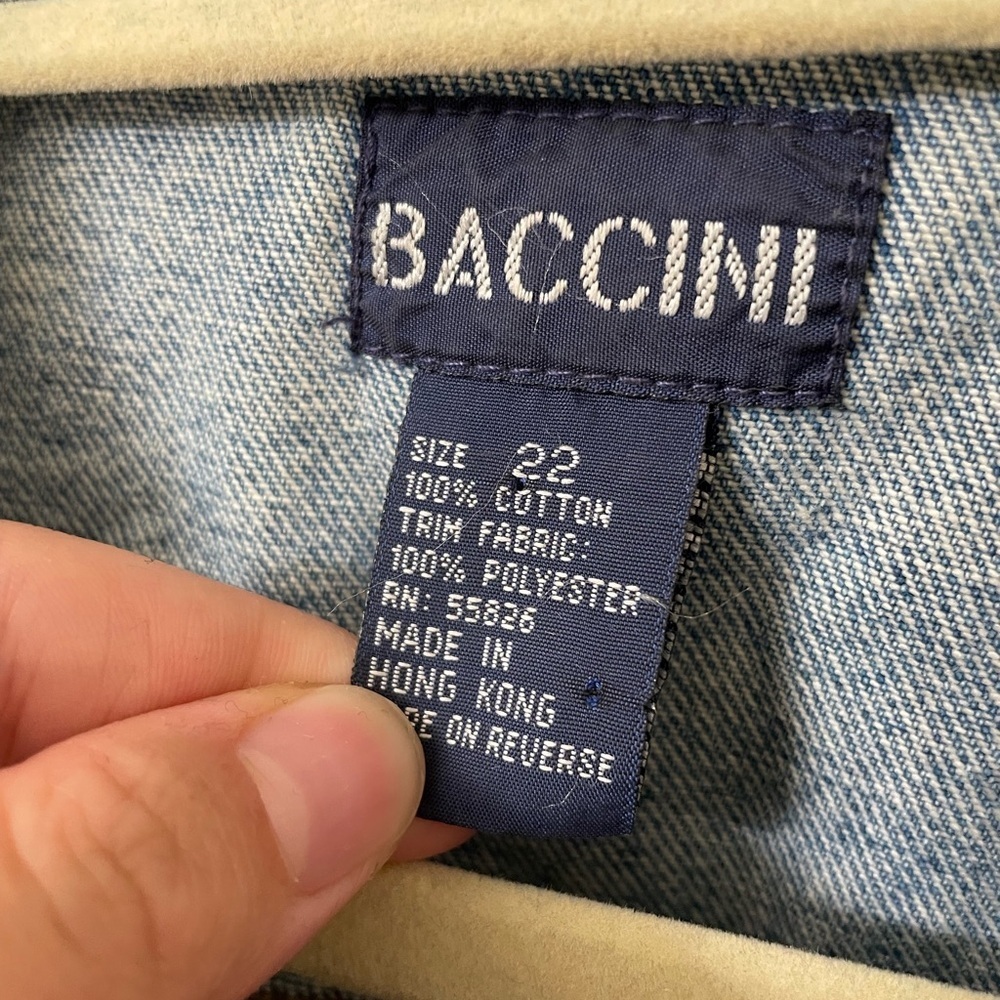 BACCINI
SIZE 22
100% COTTON
TRIM FABRIC:
100% POLYESTER
RN: 55826
MADE IN
HONG KONG
ON REVERSE